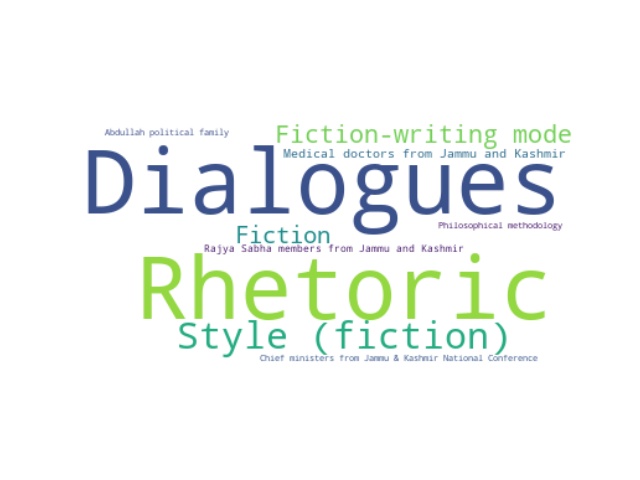 Abdullah political family
Fiction-writing mode
Medical doctors from Jammu and Kashmir
Dialogues
Philosophical methodology
Fiction
Rajya Sabha members from Jammu and Kashmir
Rhetoric
Style (fiction)
Chief ministers from Jammu & Kashmir National Conference